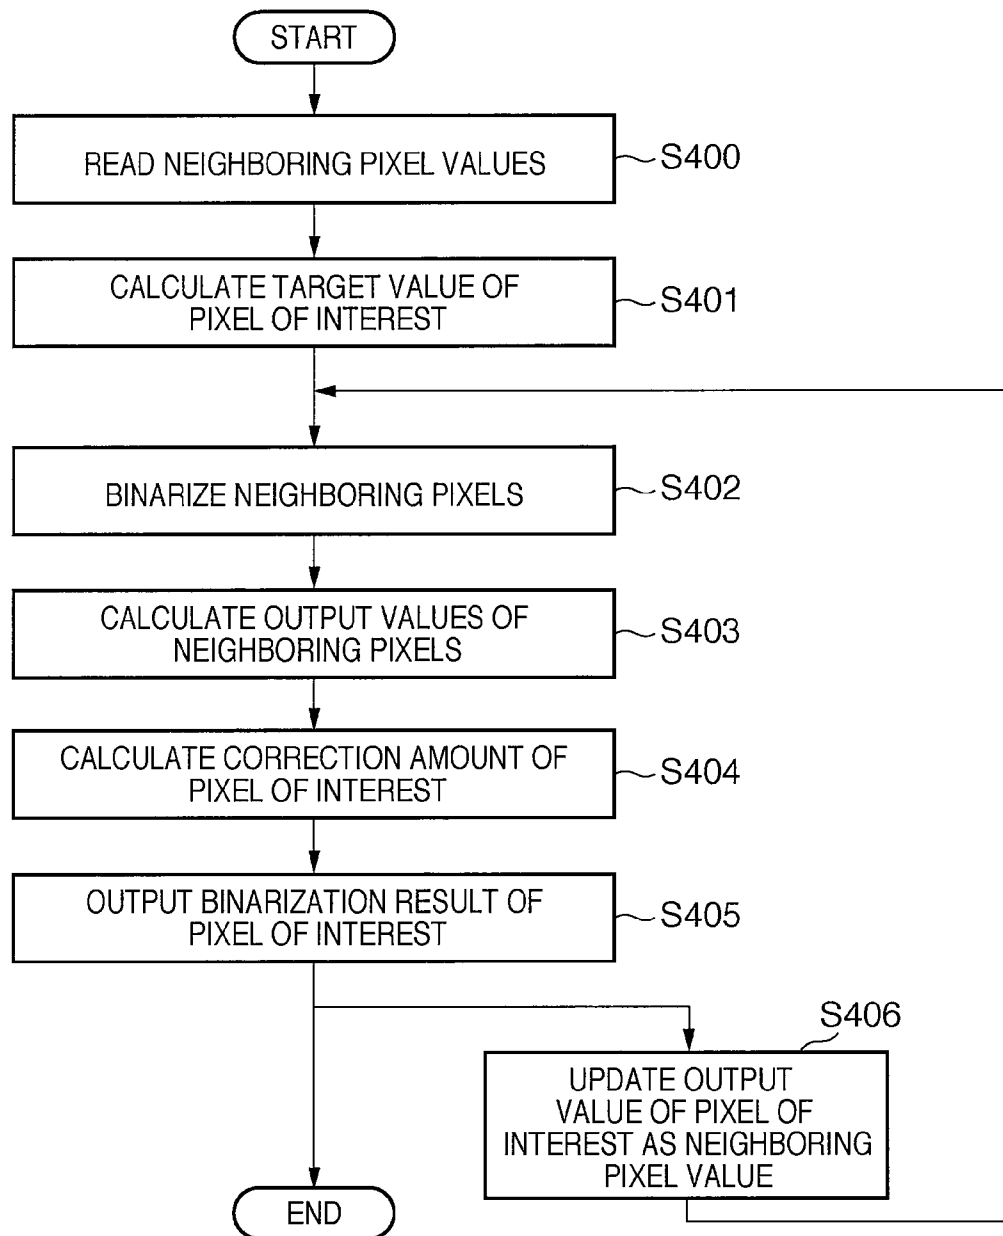 START
READ NEIGHBORING PIXEL VALUES
S400
CALCULATE TARGET VALUE OF
PIXEL OF INTEREST
S401
BINARIZE NEIGHBORING PIXELS
S402
CALCULATE OUTPUT VALUES OF
NEIGHBORING PIXELS
S403
CALCULATE CORRECTION AMOUNT OF
PIXEL OF INTEREST
S404
OUTPUT BINARIZATION RESULT OF
PIXEL OF INTEREST
S405
S406
UPDATE OUTPUT
VALUE OF PIXEL OF
INTEREST AS NEIGHBORING
PIXEL VALUE
END